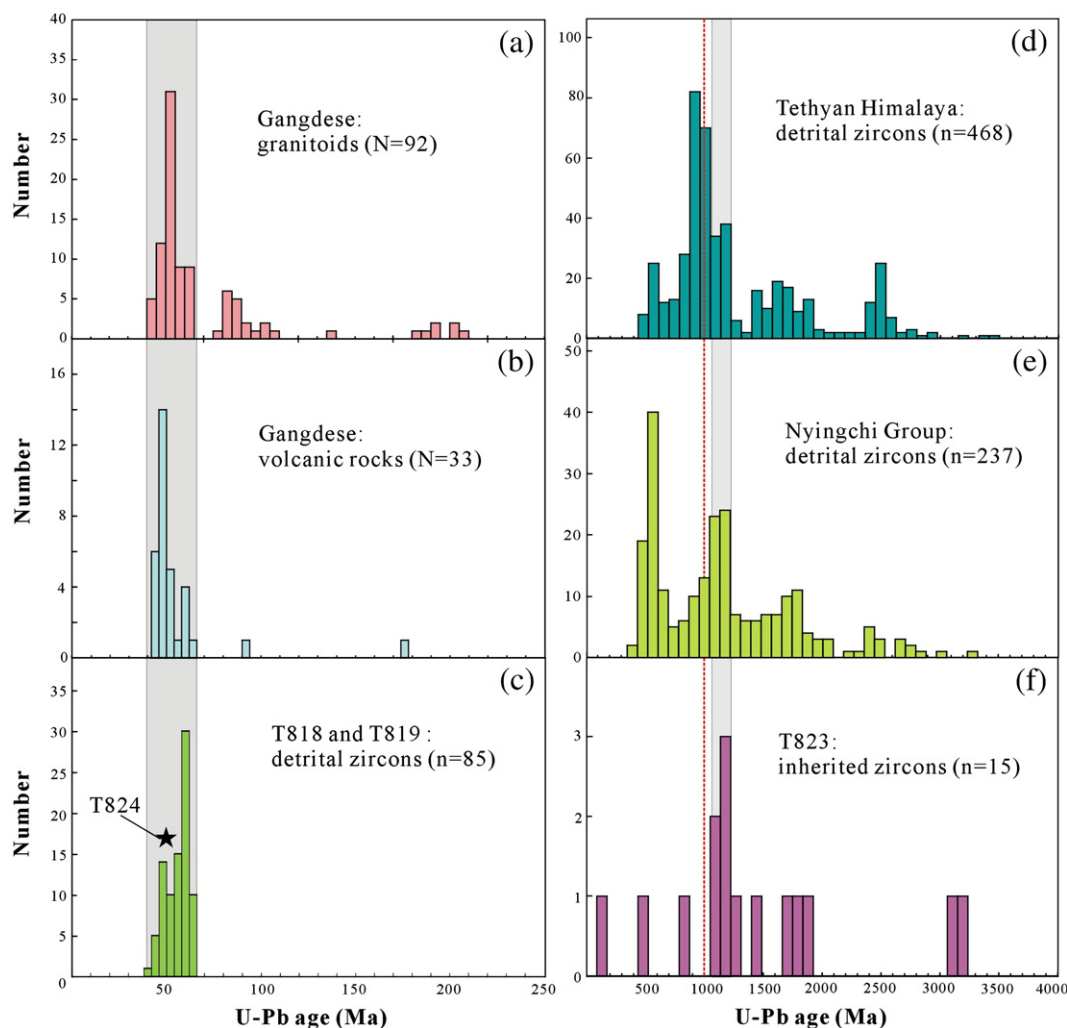 (a)
Gangdese:
granitoids (N=92)
Number
40
35
30
25
20
15
10
5
0
(b)
Gangdese:
volcanic rocks (N=33)
Number
16
12
8
4
0
(c)
T818 and T819 :
detrital zircons (n=85)
T824
Number
35
30
25
20
15
10
5
0
50
100
150
200
250
U-Pb age (Ma)
(d)
Tethyan Himalaya:
detrital zircons (n=468)
100
80
60
40
20
0
(e)
Nyingchi Group:
detrital zircons (n=237)
50
40
30
20
10
0
(f)
T823:
inherited zircons (n=15)
3
2
1
0
500
1000
1500
2000
2500
3000
3500
4000
U-Pb age (Ma)